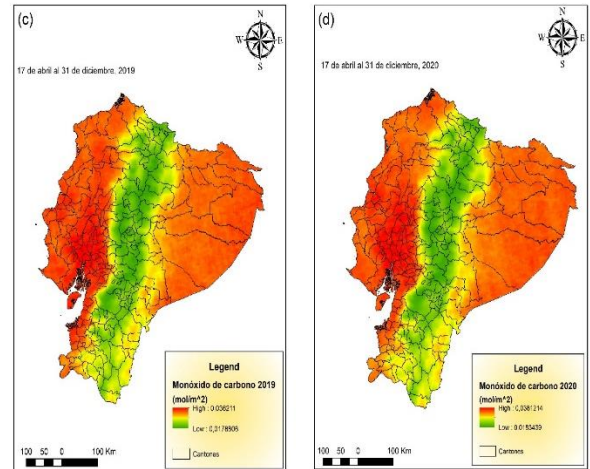 (c)
N
W E
S
17 de abril al 31 de diciembre, 2019
Legend
Monóxido de carbono 2019
(mol/m^2)
High : 0.036211
Low : 0,0176506
Cantones
100 50 0 100 Km
(d)
N
W E
S
17 de abril al 31 de diciembre, 2020
Legend
Monóxido de carbono 2020
(mol/m^2)
High : 0,0361214
Low : 0.0153439
Cantones
100 50 0 100 Km